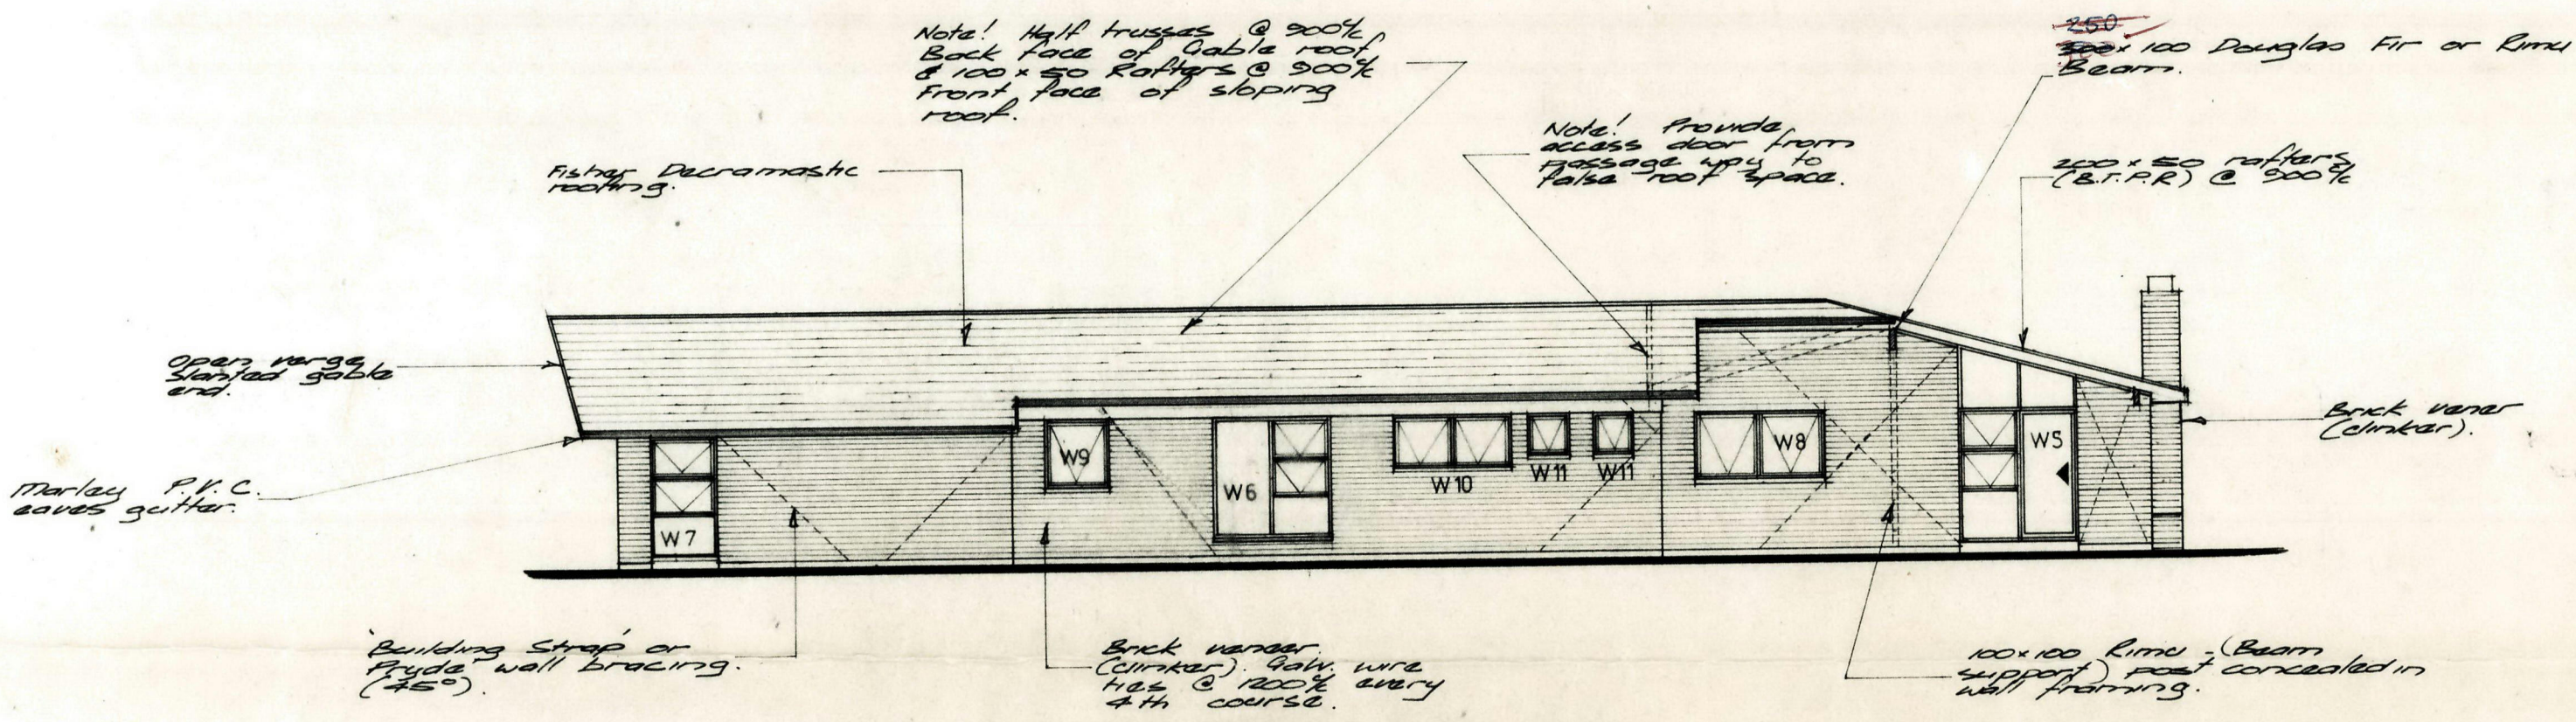 Note! Half trusses @ 900 c/c
Back face of Gable roof,
& 100 x 50 Rafters @ 900 c/c
Front face of sloping
roof.
250
x 100 Douglas Fir or Rimu
Beam.
Note! Provide
access door from
passage way to
false roof space.
200 x 50 rafters
(B.T.P.R) @ 900 c/c
Fisher Decramastic
roofing.
Open verge
slanted gable
end.
Marley P.V.C.
eaves gutter.
Brick vener
(clinker).
W7
W9
W6
W10
W11
W11
W8
W5
'Building Strap' or
'Pryde' wall bracing.
(45°).
Brick veneer
(clinker). Galv. wire
ties @ 1200 c/c every
4th course.
100x100 Rimu - (Beam
support) post concealed in
wall framing.